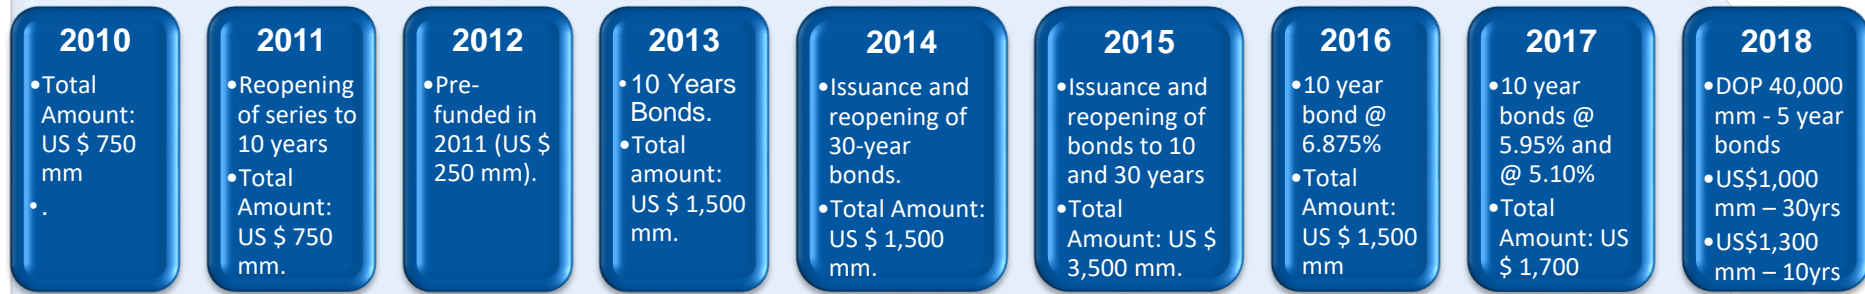 2010
•Total
Amount:
US $ 750
mm
• .
2011
•Reopening
of series to
10 years
•Total
Amount:
US $ 750
mm.
2012
•Pre-
funded in
2011 (US $
250 mm).
2013
•10 Years
Bonds.
•Total
amount:
US $ 1,500
mm.
2014
•Issuance and
reopening of
30-year
bonds.
•Total Amount:
US $ 1,500
mm.
2015
•Issuance and
reopening of
bonds to 10
and 30 years
•Total
Amount: US $
3,500 mm.
2016
•10 year
bond @
6.875%
•Total
Amount:
US $ 1,500
mm
2017
•10 year
bonds @
5.95% and
@ 5.10%
•Total
Amount: US
$ 1,700
2018
•DOP 40,000
mm - 5 year
bonds
•US$1,000
mm – 30yrs
•US$1,300
mm – 10yrs